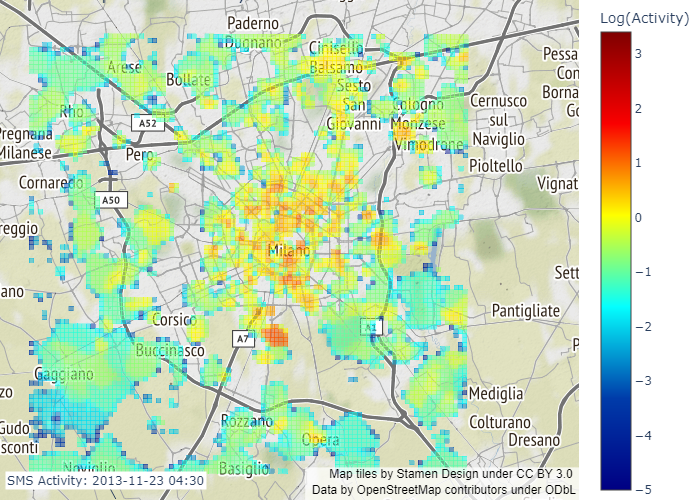 Log(Activity)
3
2
1
0
−1
−2
−3
−4
−5
Paderno
Dugnano
Cinisello
Balsamo
Arese
Bollate
Sesto
San
Giovanni
Cologno
Monzese
Vimodrone
Cernusco
sul
Naviglio
Pioltello
Pessa
Con
Borna
Go
Rho
A52
Pregnana
Milanese
Pero
Cornaredo
A50
reggio
Vignat
Milano
Sett
ano
Corsico
A7
A1
Pantigliate
Buccinasco
Gaggiano
P
zo
Mediglia
Gudo
sconti
Rozzano
Opera
Colturano
Dresano
Noviglio
Basiglio
SMS Activity: 2013-11-23 04:30
Map tiles by Stamen Design under CC BY 3.0
Data by OpenStreetMap contributors under ODbL